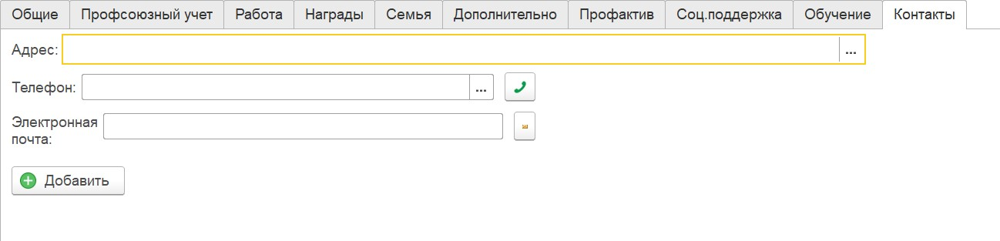 Общие Профсоюзный учет Работа Награды Семья Дополнительно Профактив Соц.поддержка Обучение Контакты
Адрес: ...
Телефон: ...
Электронная
почта:
Добавить